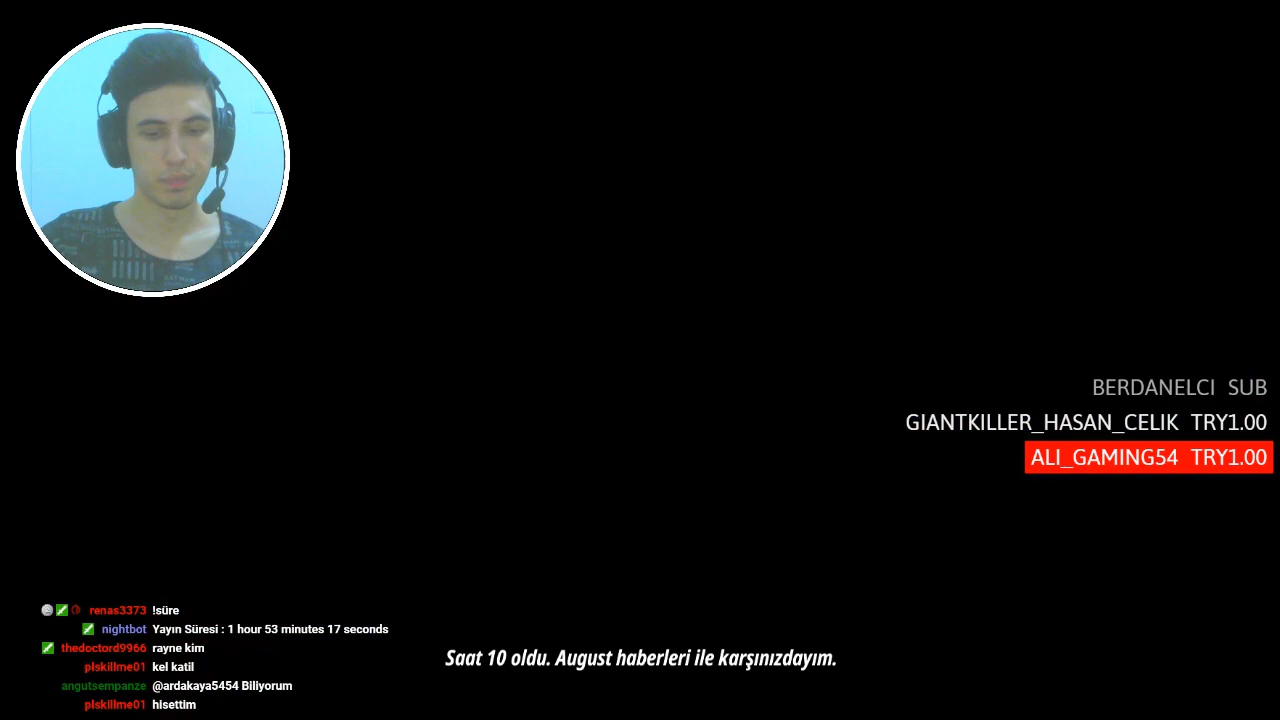 BERDANELCI SUB
GIANTKILLER_HASAN_CELIK TRY1.00
ALI_GAMING54 TRY1.00
renas3373 !süre
nightbot Yayın Süresi : 1 hour 53 minutes 17 seconds
thedoctord9966 rayne kim
plskillme01 kel katil
angutsempanze @ardakaya5454 Biliyorum
plskillme01 hisettim
Saat 10 oldu. August haberleri ile karşınızdayım.